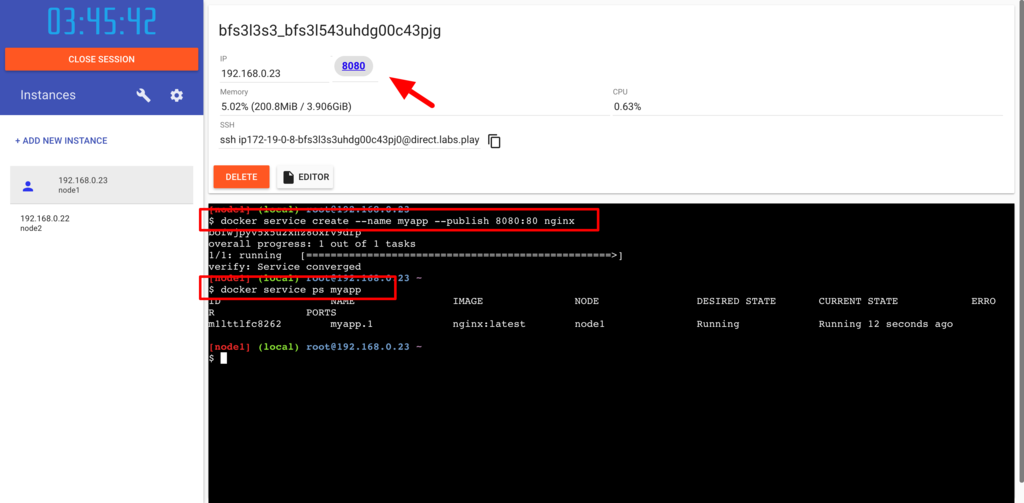 03:45:42
CLOSE SESSION
Instances
+ ADD NEW INSTANCE
192.168.0.23
node1
192.168.0.22
node2
bfs3l3s3_bfs3l543uhdg00c43pjg
IP
192.168.0.23
8080
Memory
5.02% (200.8MiB / 3.906GiB)
CPU
0.63%
SSH
ssh ip172-19-0-8-bfs3l3s3uhdg00c43pj0@direct.labs.play
DELETE
EDITOR
[node1] (local) root@192.168.0.23
$ docker service create --name myapp --publish 8080:80 nginx
overall progress: 1 out of 1 tasks
1/1: running [==================================================>]
verify: Service converged
[node1] (local) root@192.168.0.23 ~
$ docker service ps myapp
ID NAME IMAGE NODE DESIRED STATE CURRENT STATE ERRO
R PORTS
m1lttlfc8262 myapp.1 nginx:latest node1 Running Running 12 seconds ago
[node1] (local) root@192.168.0.23 ~
$